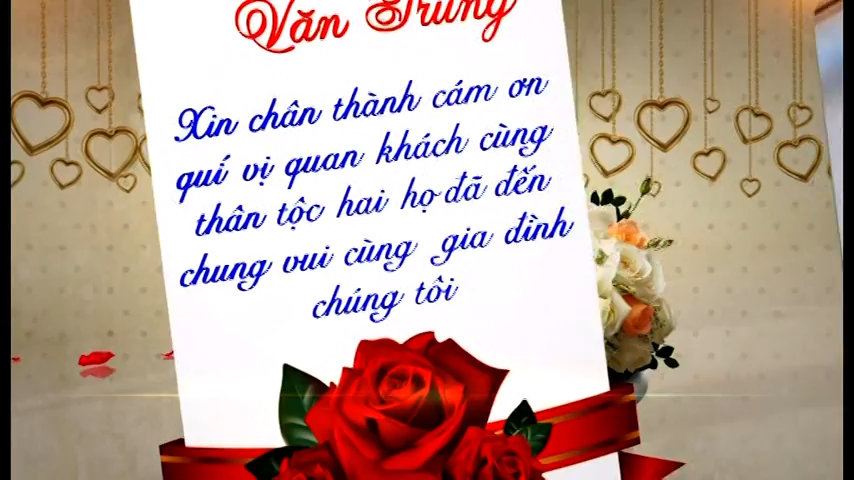 Văn Trung
Xin chân thành cám ơn
quí vị quan khách cùng
thân tộc hai họ đã đến
chung vui cùng gia đình
chúng tôi